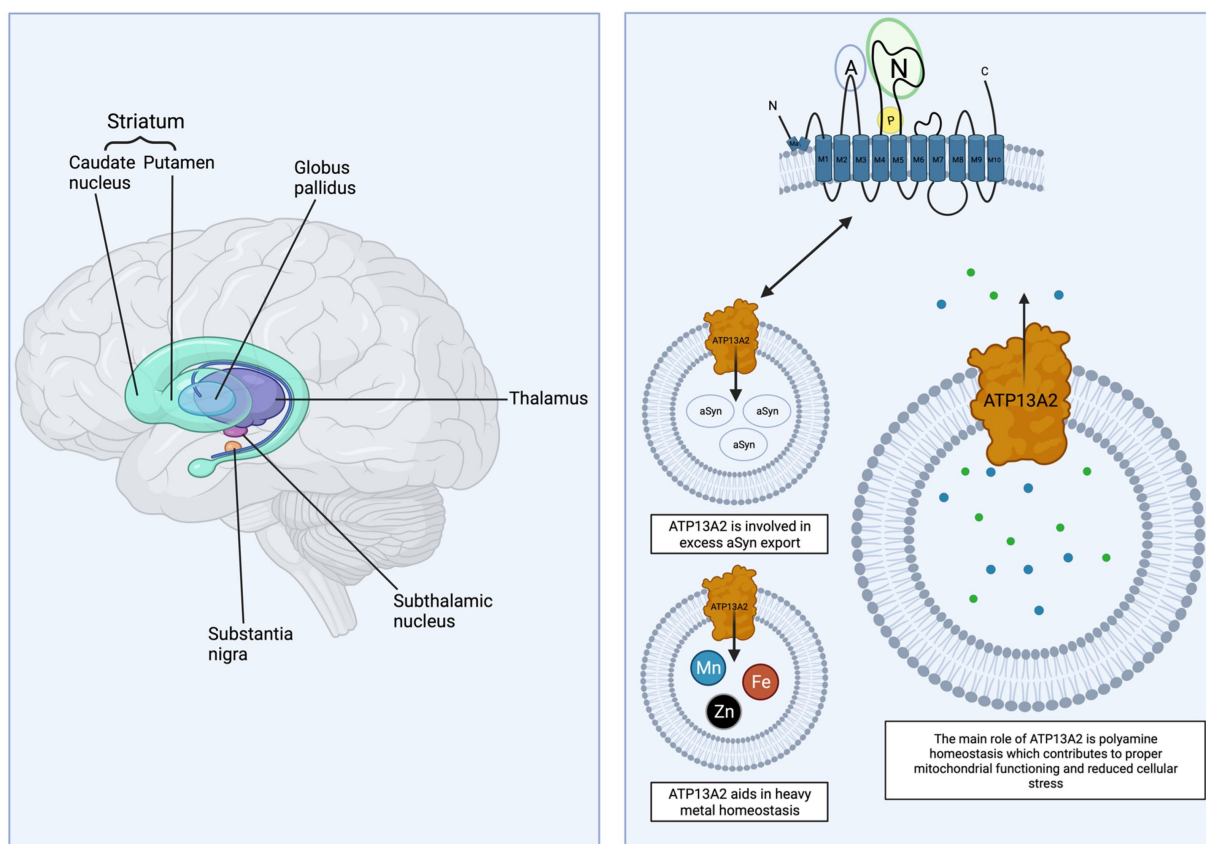 Striatum
Caudate Putamen
nucleus
Globus
pallidus
Thalamus
Subthalamic
nucleus
Substantia
nigra
A
N
P
C
N
M1
M2
M3
M4
M5
M6
M7
M8
M9
M10
ATP13A2
aSyn
aSyn
aSyn
ATP13A2 is involved in
excess aSyn export
ATP13A2
Mn
Fe
Zn
ATP13A2 aids in heavy
metal homeostasis
ATP13A2
The main role of ATP13A2 is polyamine
homeostasis which contributes to proper
mitochondrial functioning and reduced cellular
stress